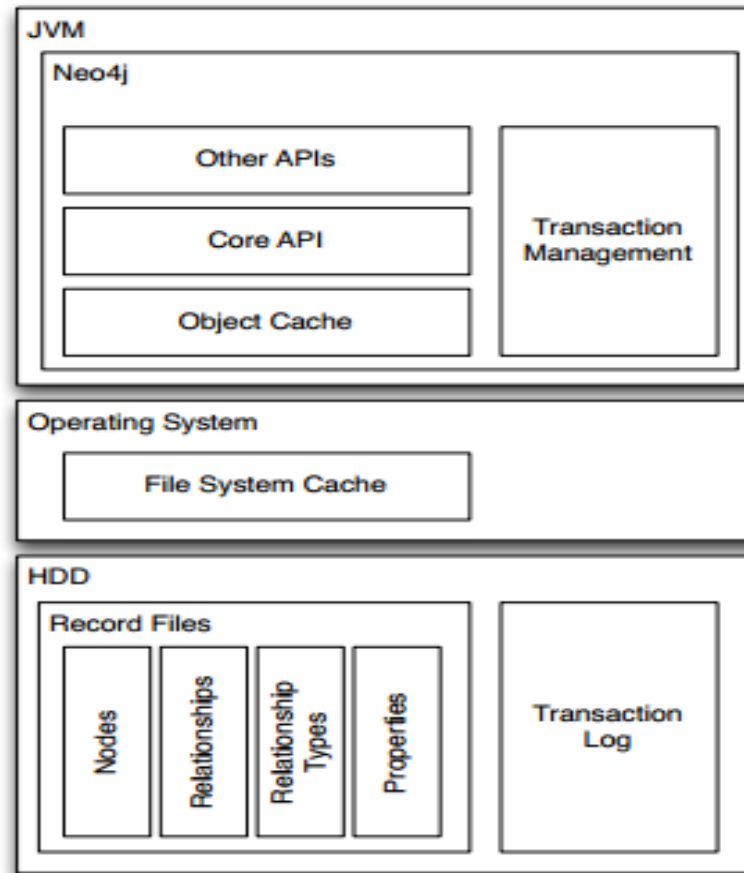 JVM
Neo4j
Other APIs
Core API
Object Cache
Transaction
Management
Operating System
File System Cache
HDD
Record Files
Nodes
Relationships
Relationship
Types
Properties
Transaction
Log